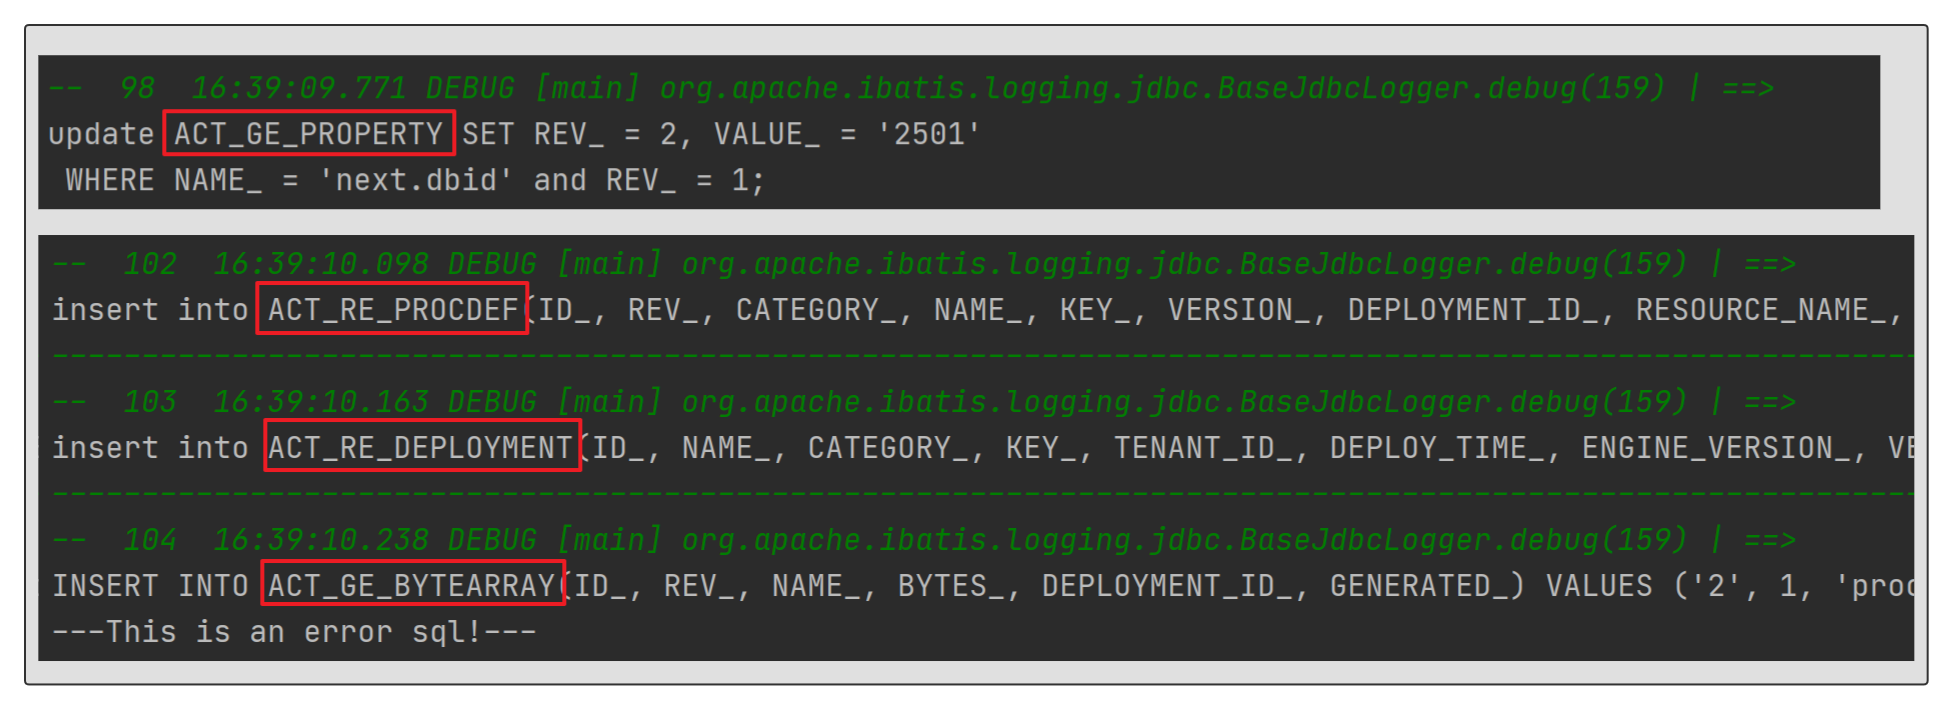 -- 98 16:39:09.771 DEBUG [main] org.apache.ibatis.logging.jdbc.BaseJdbcLogger.debug(159) | ==>
update ACT_GE_PROPERTY SET REV_ = 2, VALUE_ = '2501'
WHERE NAME_ = 'next.dbid' and REV_ = 1;
-- 102 16:39:10.098 DEBUG [main] org.apache.ibatis.logging.jdbc.BaseJdbcLogger.debug(159) | ==>
insert into ACT_RE_PROCDEF(ID_, REV_, CATEGORY_, NAME_, KEY_, VERSION_, DEPLOYMENT_ID_, RESOURCE_NAME_,
-- 103 16:39:10.163 DEBUG [main] org.apache.ibatis.logging.jdbc.BaseJdbcLogger.debug(159) | ==>
insert into ACT_RE_DEPLOYMENT(ID_, NAME_, CATEGORY_, KEY_, TENANT_ID_, DEPLOY_TIME_, ENGINE_VERSION_, VE
-- 104 16:39:10.238 DEBUG [main] org.apache.ibatis.logging.jdbc.BaseJdbcLogger.debug(159) | ==>
INSERT INTO ACT_GE_BYTEARRAY(ID_, REV_, NAME_, BYTES_, DEPLOYMENT_ID_, GENERATED_) VALUES ('2', 1, 'proc
---This is an error sql!---